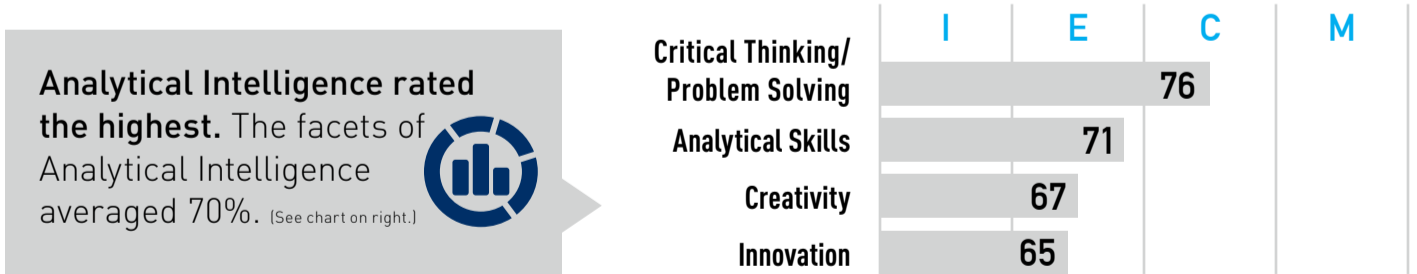 Analytical Intelligence rated
the highest. The facets of
Analytical Intelligence
averaged 70%. (See chart on right.)
I E C M
Critical Thinking/
Problem Solving 76
Analytical Skills 71
Creativity 67
Innovation 65